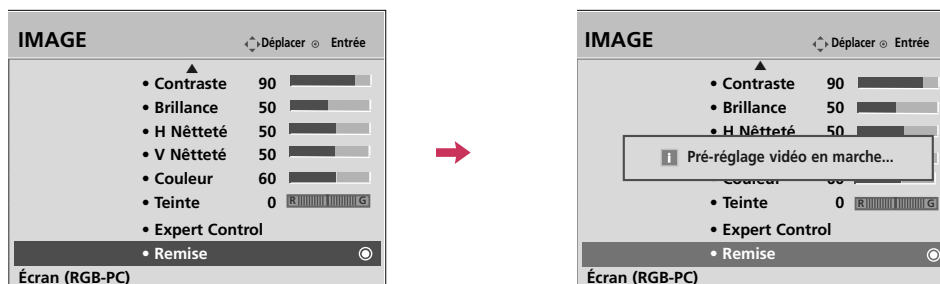 IMAGE
Déplacer Entrée
• Contraste 90
• Brillance 50
• H Nêtteté 50
• V Nêtteté 50
• Couleur 60
• Teinte 0 R G
• Expert Control
• Remise
Écran (RGB-PC)
IMAGE
Déplacer Entrée
• Contraste 90
• Brillance 50
• H Nêtteté 50
i Pré-réglage vidéo en marche...
• Couleur 60
• Teinte 0 R G
• Expert Control
• Remise
Écran (RGB-PC)